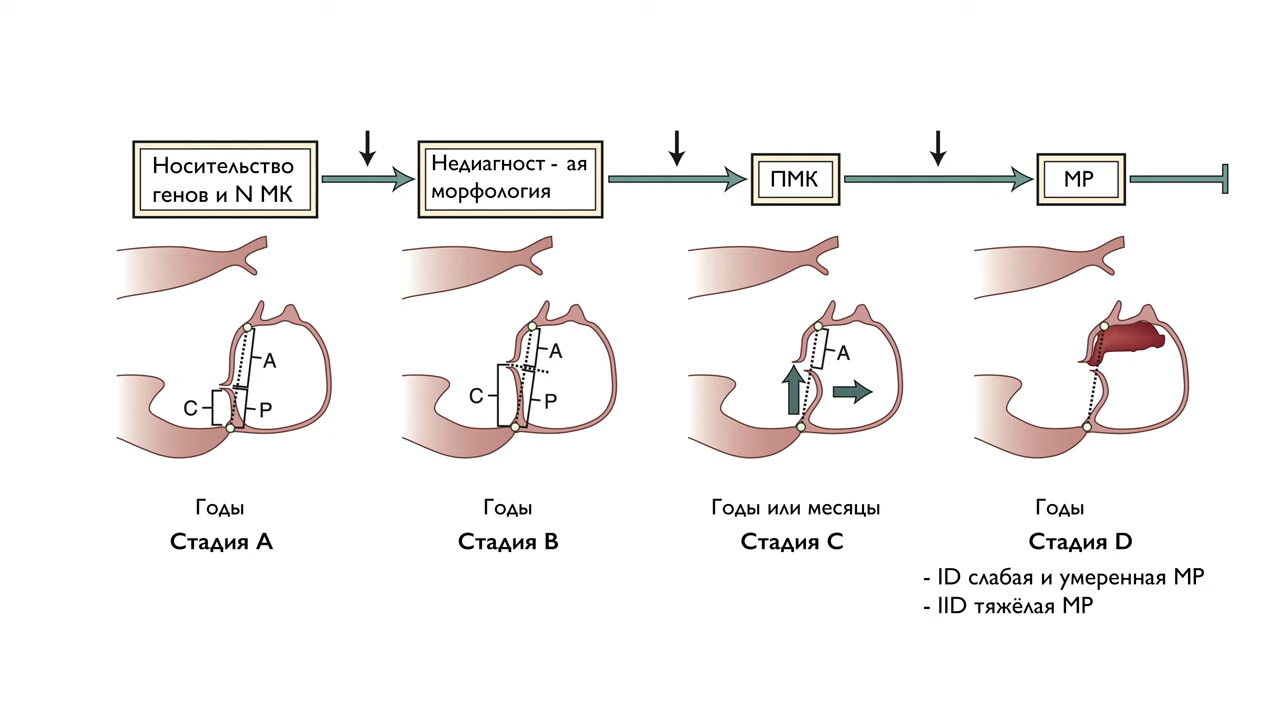 Носительство
генов и N МК
Недиагност - ая
морфология
ПМК
МР
A
C
P
A
C
P
A
Годы
Годы
Годы или месяцы
Годы
Стадия A
Стадия B
Стадия C
Стадия D
- ID слабая и умеренная МР
- IID тяжёлая МР